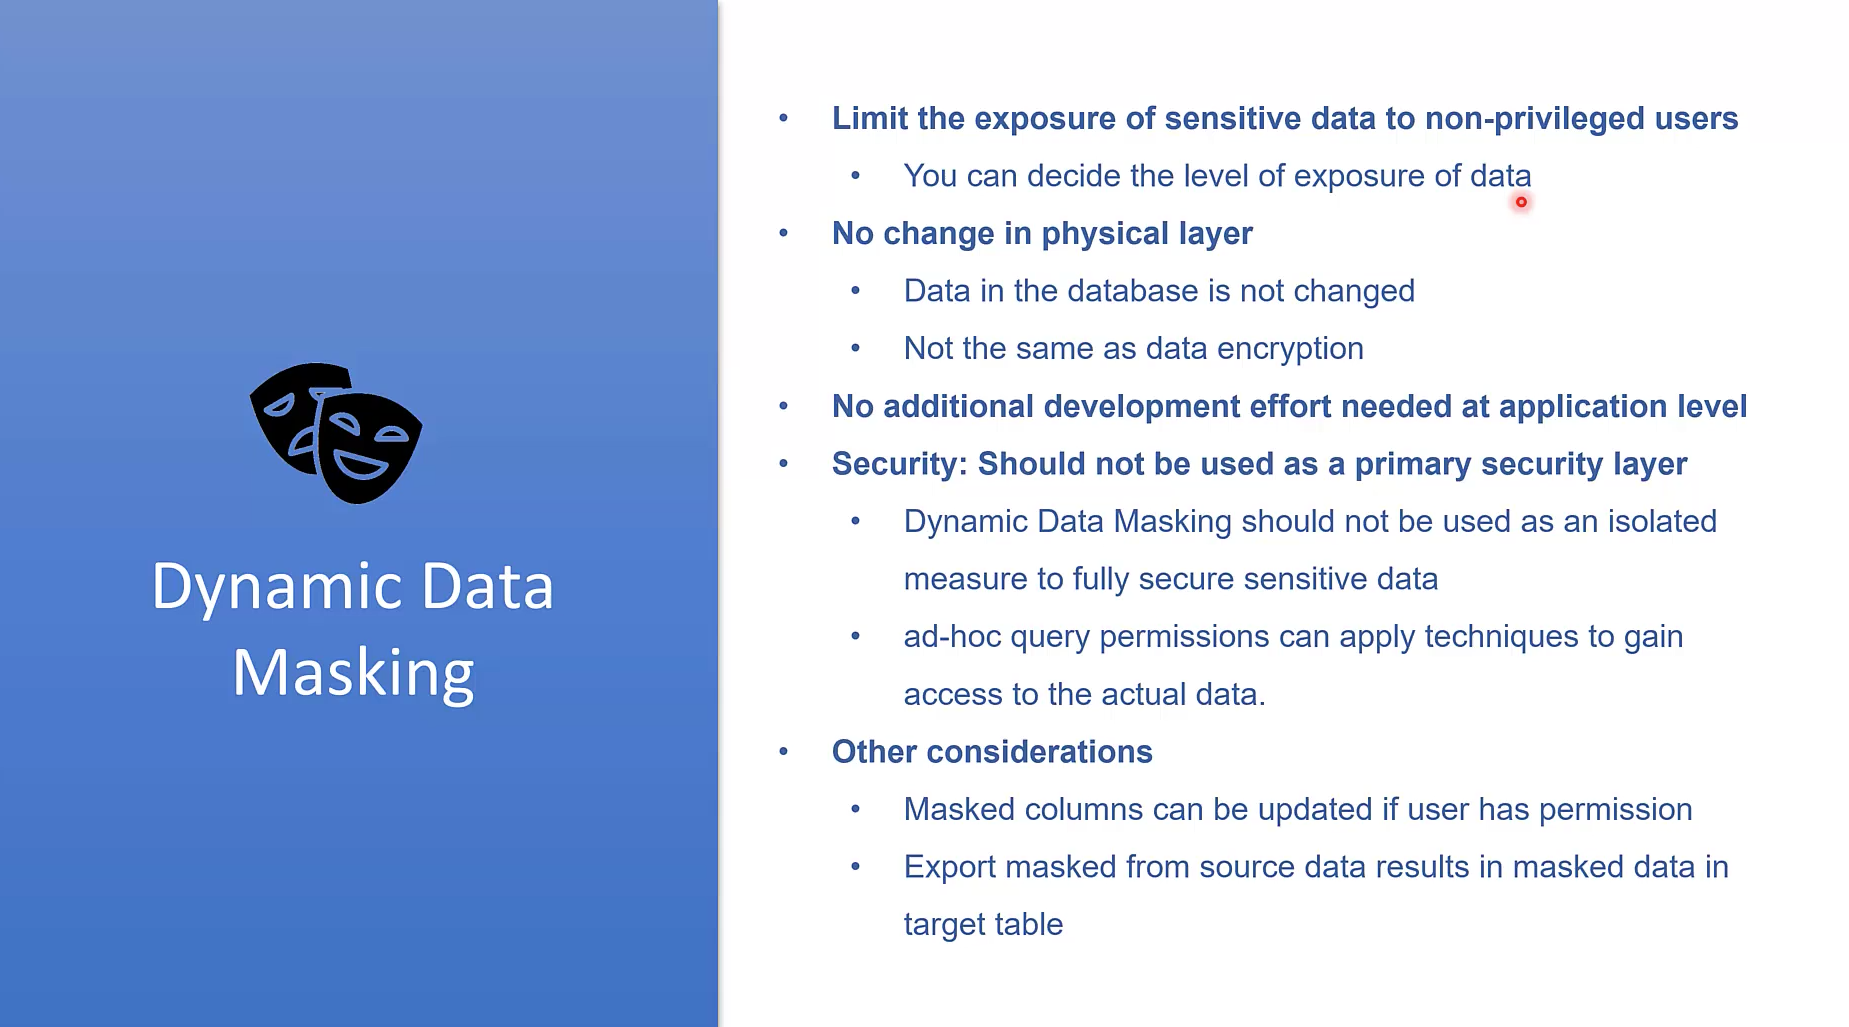 Dynamic Data
Masking
• Limit the exposure of sensitive data to non-privileged users
• You can decide the level of exposure of data
• No change in physical layer
• Data in the database is not changed
• Not the same as data encryption
• No additional development effort needed at application level
• Security: Should not be used as a primary security layer
• Dynamic Data Masking should not be used as an isolated
measure to fully secure sensitive data
• ad-hoc query permissions can apply techniques to gain
access to the actual data.
• Other considerations
• Masked columns can be updated if user has permission
• Export masked from source data results in masked data in
target table